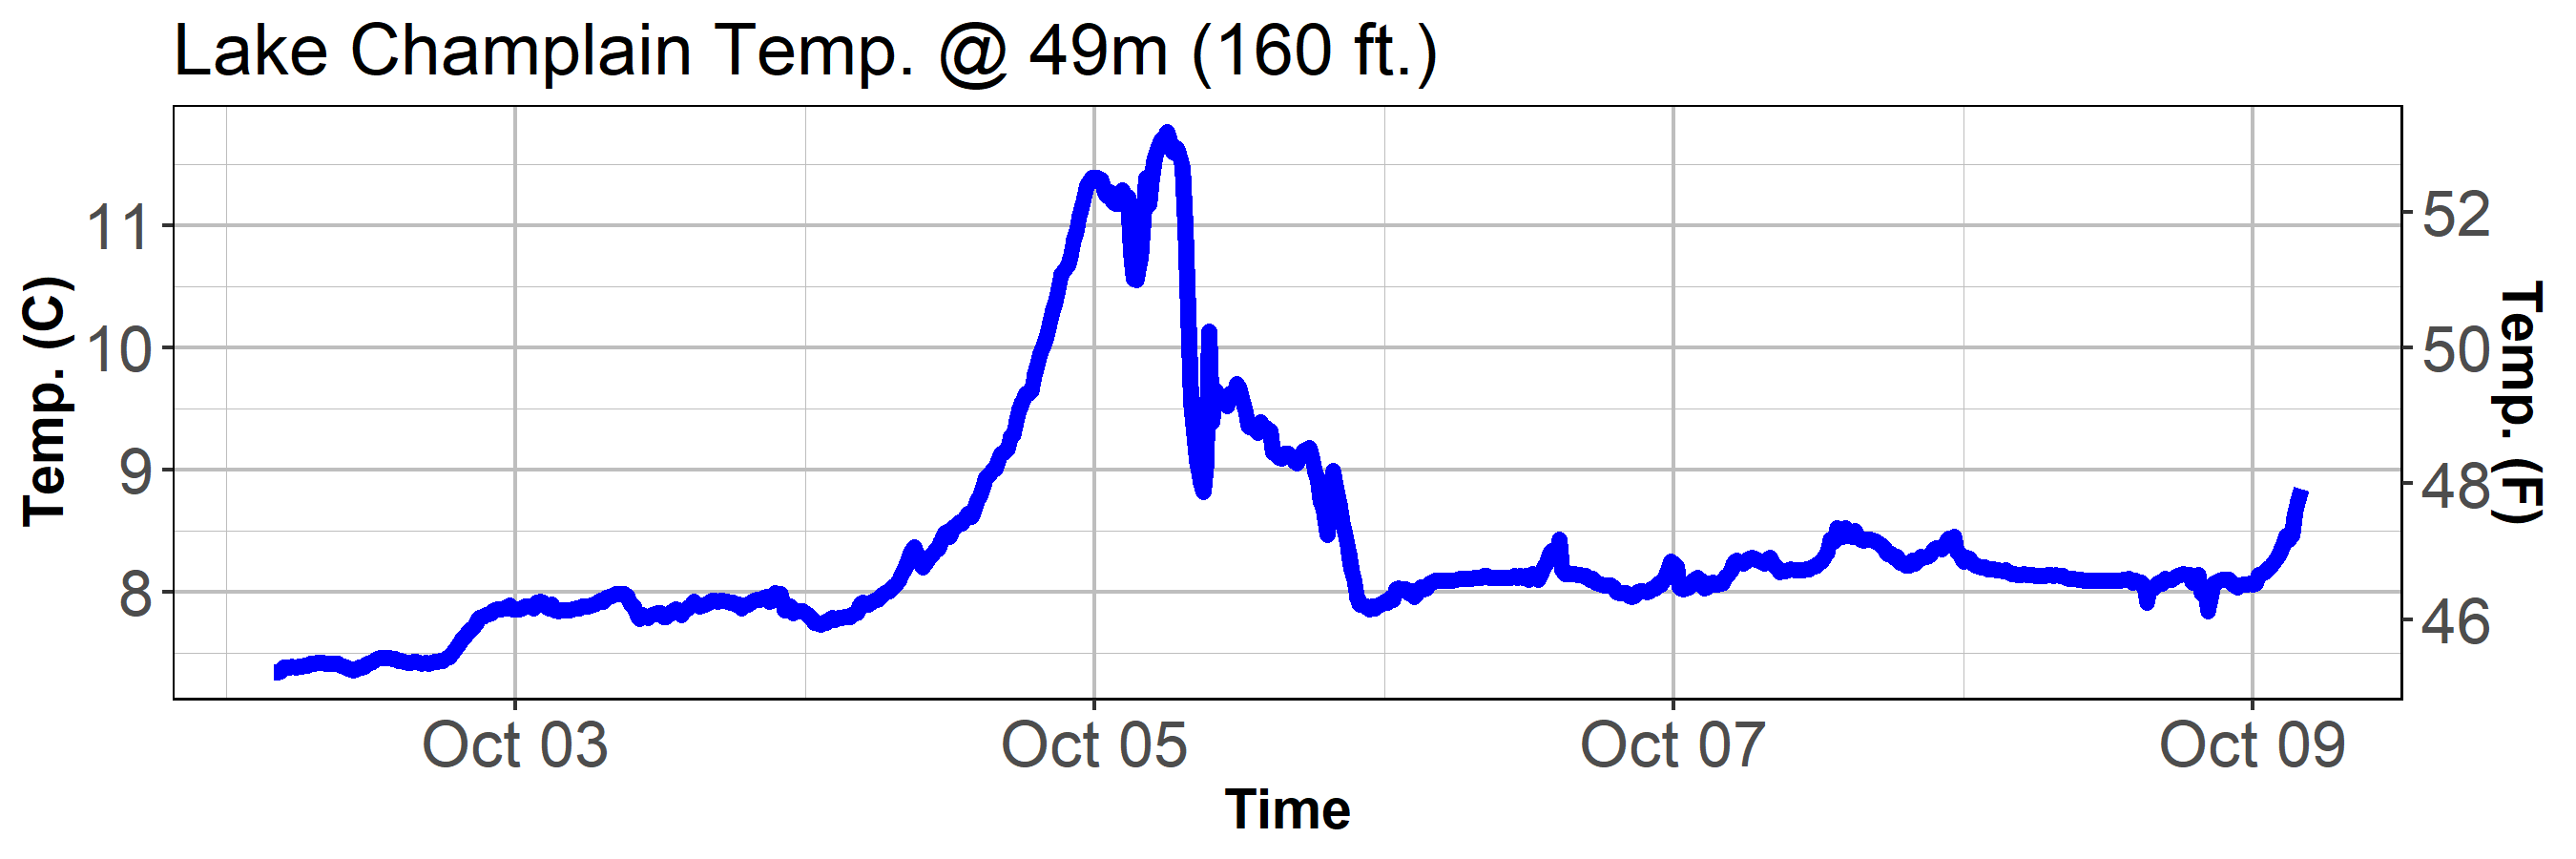 Lake Champlain Temp. @ 49m (160 ft.)
Temp. (C)
11
10
9
8
52
50
48
46
Temp. (F)
Oct 03 Oct 05 Oct 07 Oct 09
Time